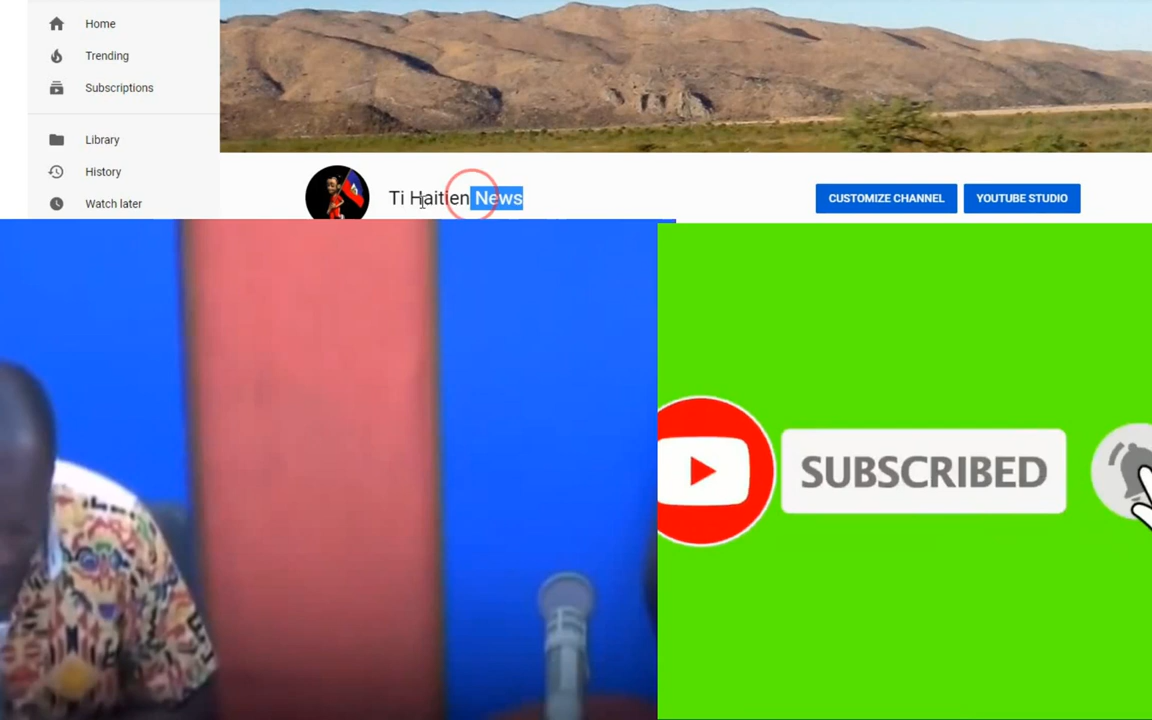 Home
Trending
Subscriptions
Library
History
Watch later
Ti Haitien News
CUSTOMIZE CHANNEL
YOUTUBE STUDIO
SUBSCRIBED